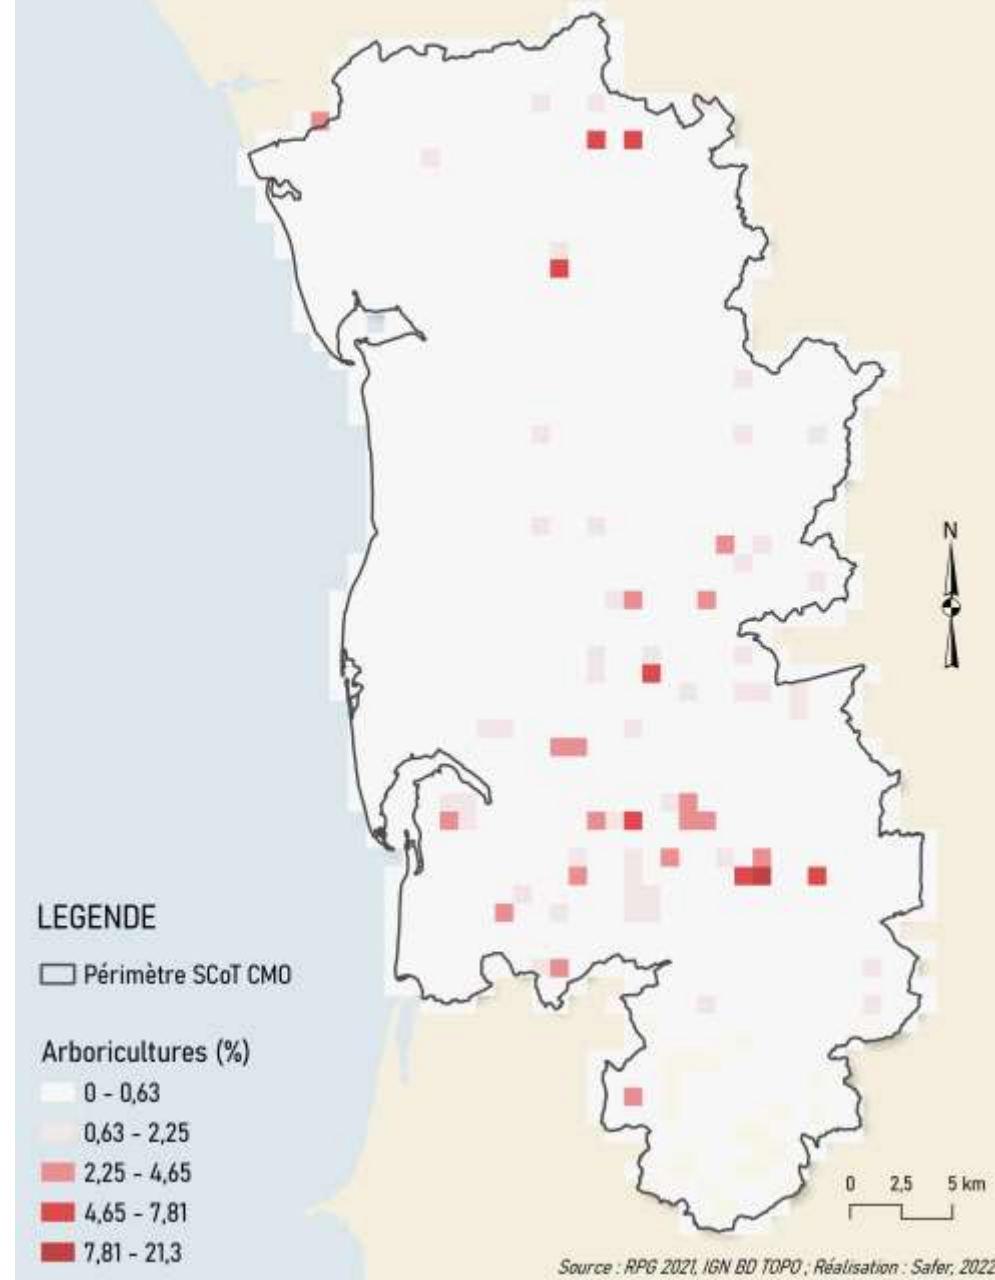 N
LEGENDE
Périmètre SCoT CMO
Arboricultures (%)
0 - 0,63
0,63 - 2,25
2,25 - 4,65
4,65 - 7,81
7,81 - 21,3
0 2,5 5 km
Source : RPG 2021, IGN BD TOPO ; Réalisation : Safer, 2022